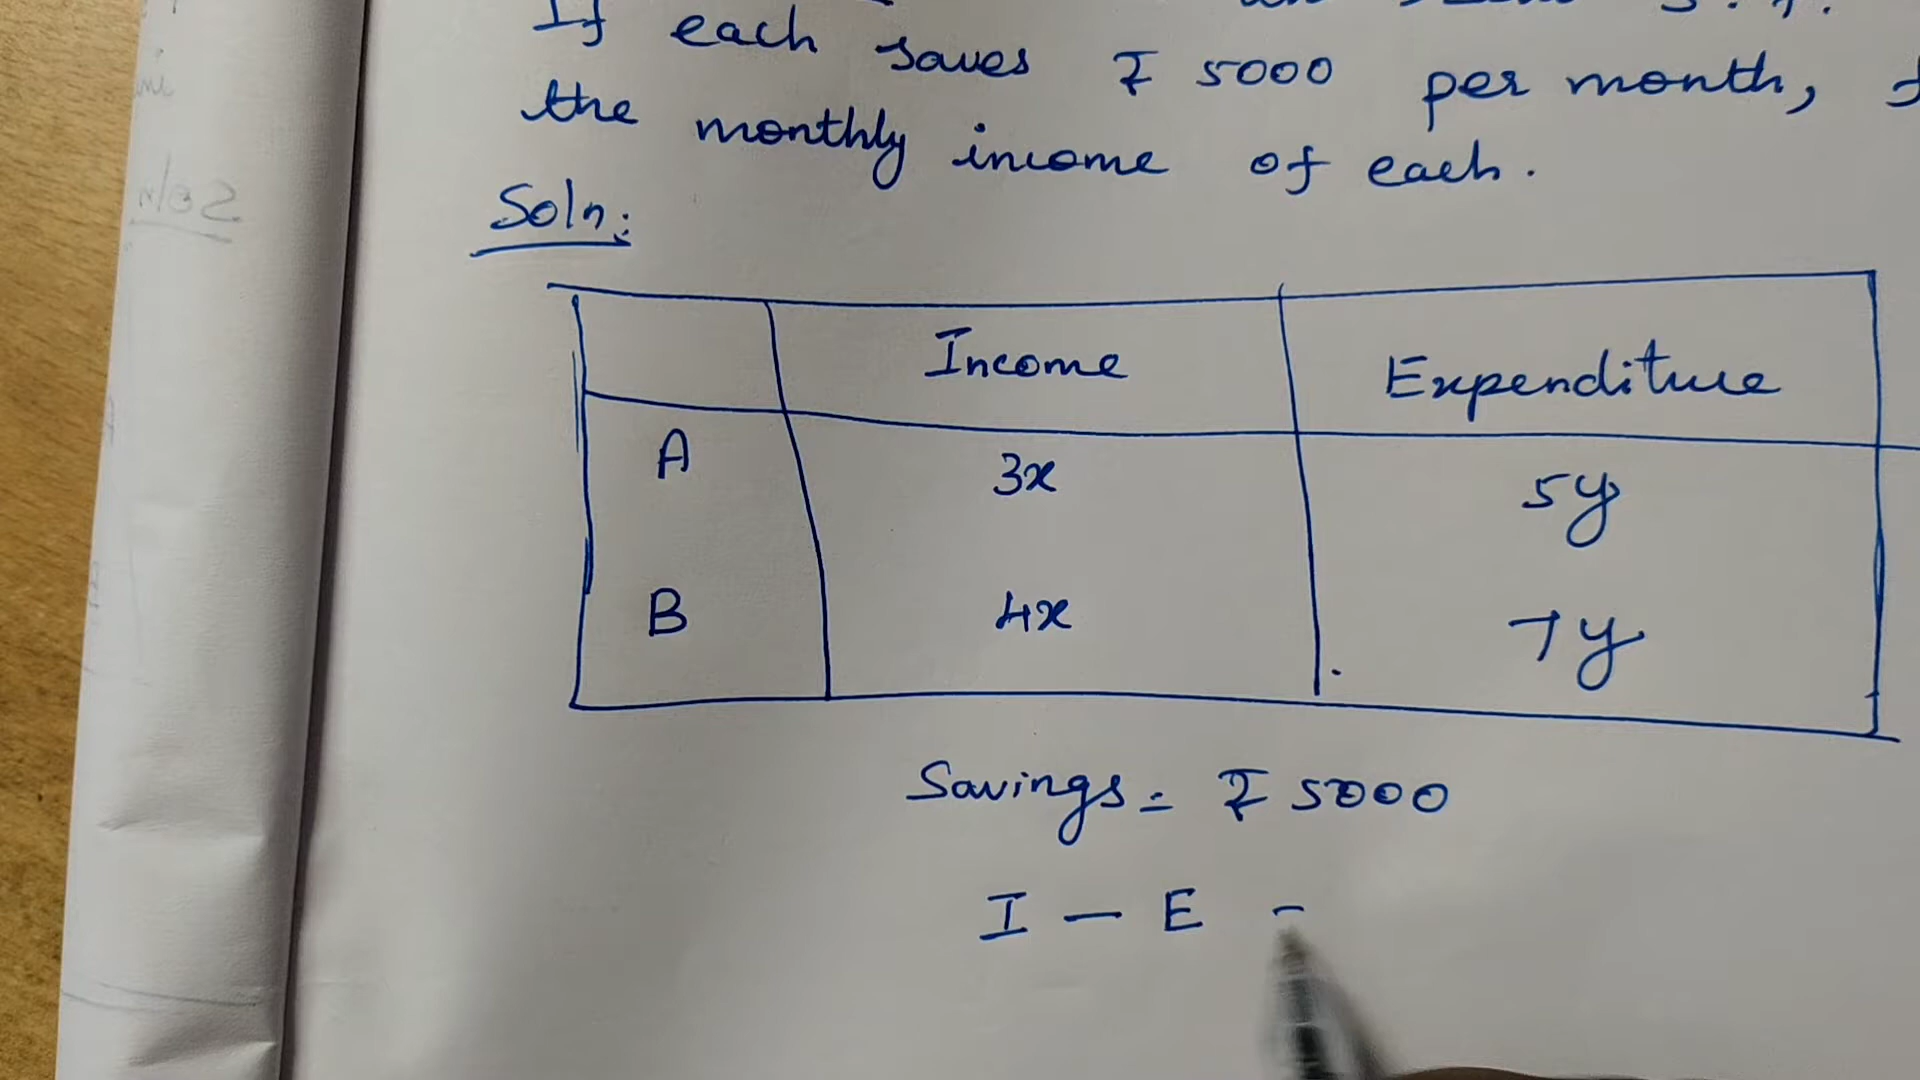 If each saves ₹ 5000 per month,
the monthly income of each.
Soln:
Income Expenditure
A 3x 5y
B 4x 7y
Savings = ₹ 5000
I — E -